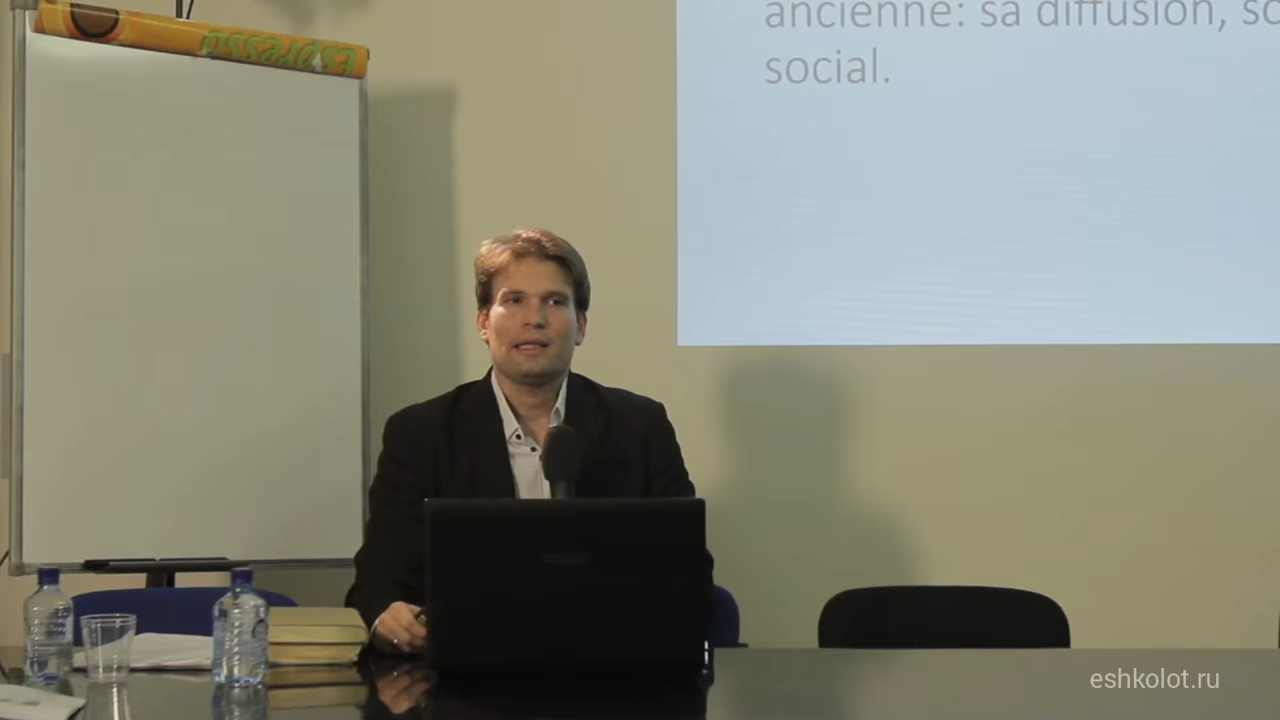 espresso
ancienne: sa diffusion, so
social.
eshkolot.ru